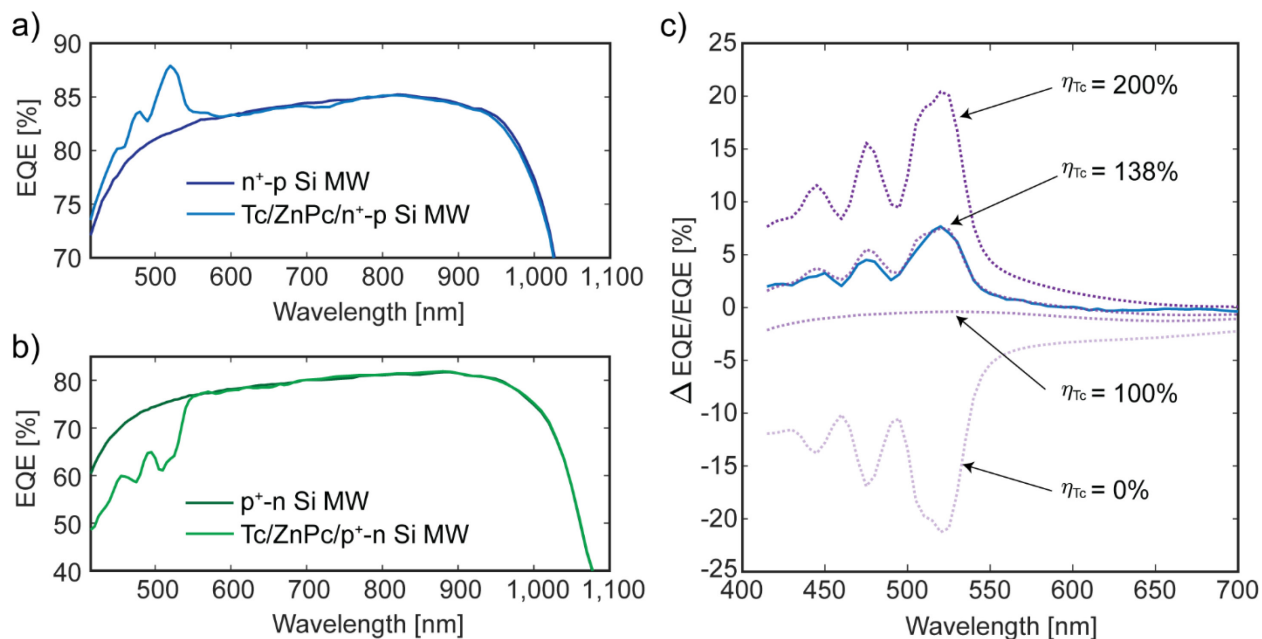 a)
90
85
80
75
70
EQE [%]
n⁺-p Si MW
Tc/ZnPc/n⁺-p Si MW
500 600 700 800 900 1,000 1,100
Wavelength [nm]
b)
80
70
60
50
40
EQE [%]
p⁺-n Si MW
Tc/ZnPc/p⁺-n Si MW
500 600 700 800 900 1,000 1,100
Wavelength [nm]
c)
25
20
15
10
5
0
-5
-10
-15
-20
-25
Δ EQE/EQE [%]
ηTc = 200%
ηTc = 138%
ηTc = 100%
ηTc = 0%
400 450 500 550 600 650 700
Wavelength [nm]